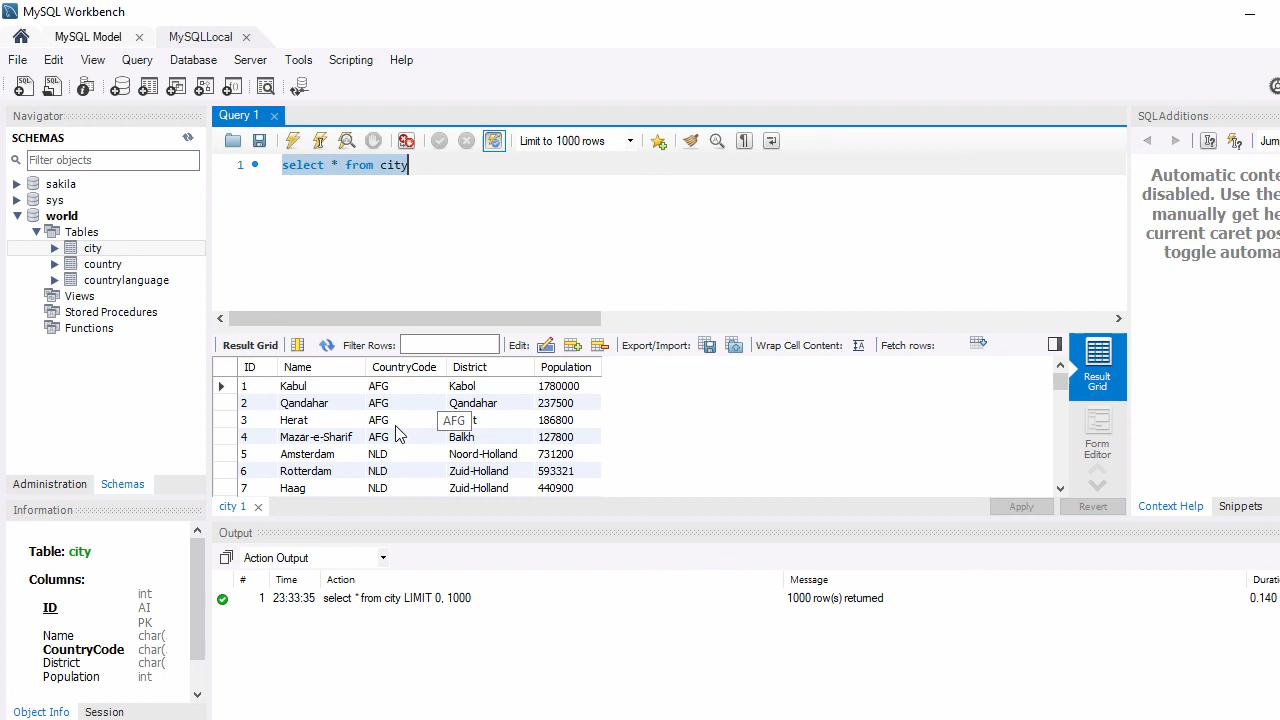 MySQL Workbench
MySQL Model
MySQLLocal
File Edit View Query Database Server Tools Scripting Help
Navigator
SCHEMAS
Filter objects
sakila
sys
world
Tables
city
country
countrylanguage
Views
Stored Procedures
Functions
Administration Schemas
Information
Table: city
Columns:
ID int AI PK
Name char(
CountryCode char(
District char(
Population int
Object Info Session
Query 1
Limit to 1000 rows
1 select * from city
Result Grid Filter Rows: Edit: Export/Import: Wrap Cell Content: Fetch rows:
ID Name CountryCode District Population
1 Kabul AFG Kabol 1780000
2 Qandahar AFG Qandahar 237500
3 Herat AFG AFG t 186800
4 Mazar-e-Sharif AFG Balkh 127800
5 Amsterdam NLD Noord-Holland 731200
6 Rotterdam NLD Zuid-Holland 593321
7 Haag NLD Zuid-Holland 440900
Result Grid
Form Editor
city 1
Apply Revert
Output
Action Output
# Time Action Message Durati
1 23:33:35 select * from city LIMIT 0, 1000 1000 row(s) returned 0.140
SQLAdditions
Jum
Automatic conte
disabled. Use the
manually get he
current caret pos
toggle automa
Context Help Snippets